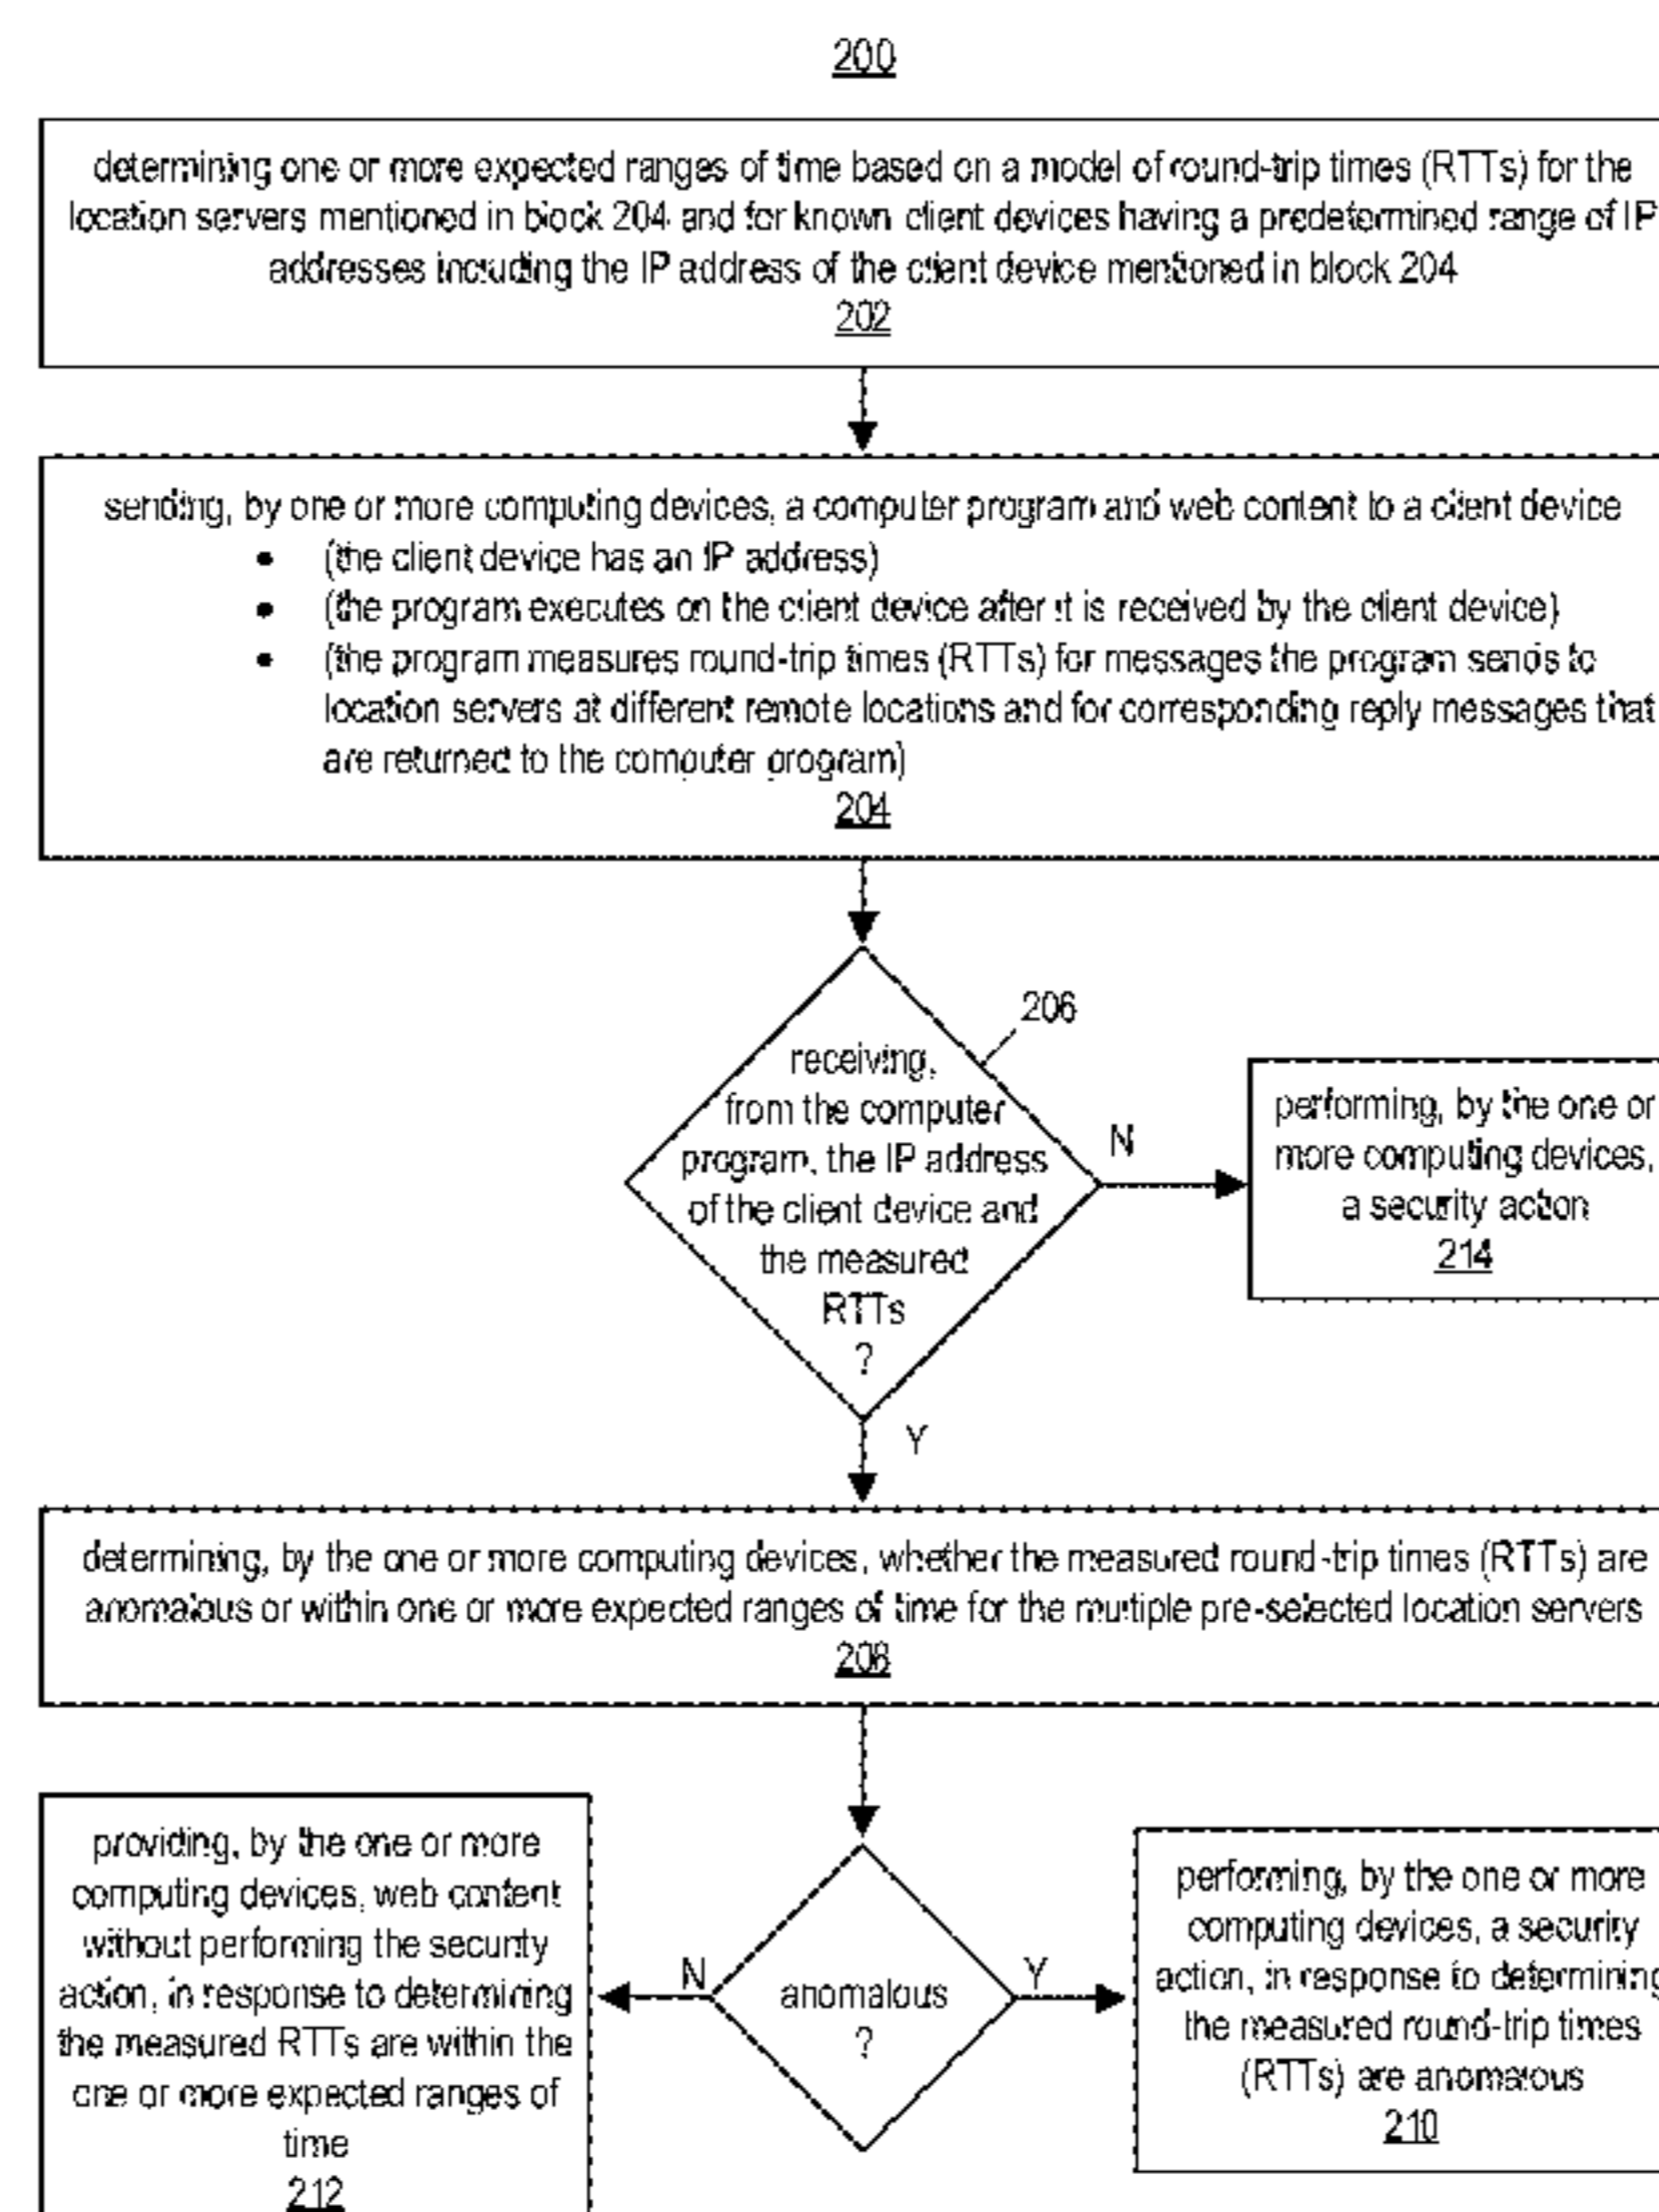 200
determining one or more expected ranges of time based on a model of round-trip times (RTTs) for the
location servers mentioned in block 204 and for known client devices having a predetermined range of IP
addresses including the IP address of the client device mentioned in block 204
202
sending, by one or more computing devices, a computer program and web content to a client device
• (the client device has an IP address)
• (the program executes on the client device after it is received by the client device)
• (the program measures round-trip times (RTTs) for messages the program sends to
location servers at different remote locations and for corresponding reply messages that
are returned to the computer program)
204
206
receiving,
from the computer
program, the IP address
of the client device and
the measured
RTTs
?
N
performing, by the one or
more computing devices,
a security action
214
Y
determining, by the one or more computing devices, whether the measured round-trip times (RTTs) are
anomalous or within one or more expected ranges of time for the multiple pre-selected location servers
208
providing, by the one or more
computing devices, web content
without performing the security
action, in response to determining
the measured RTTs are within the
one or more expected ranges of
time
212
N
anomalous
?
Y
performing, by the one or more
computing devices, a security
action, in response to determining
the measured round-trip times
(RTTs) are anomalous
210